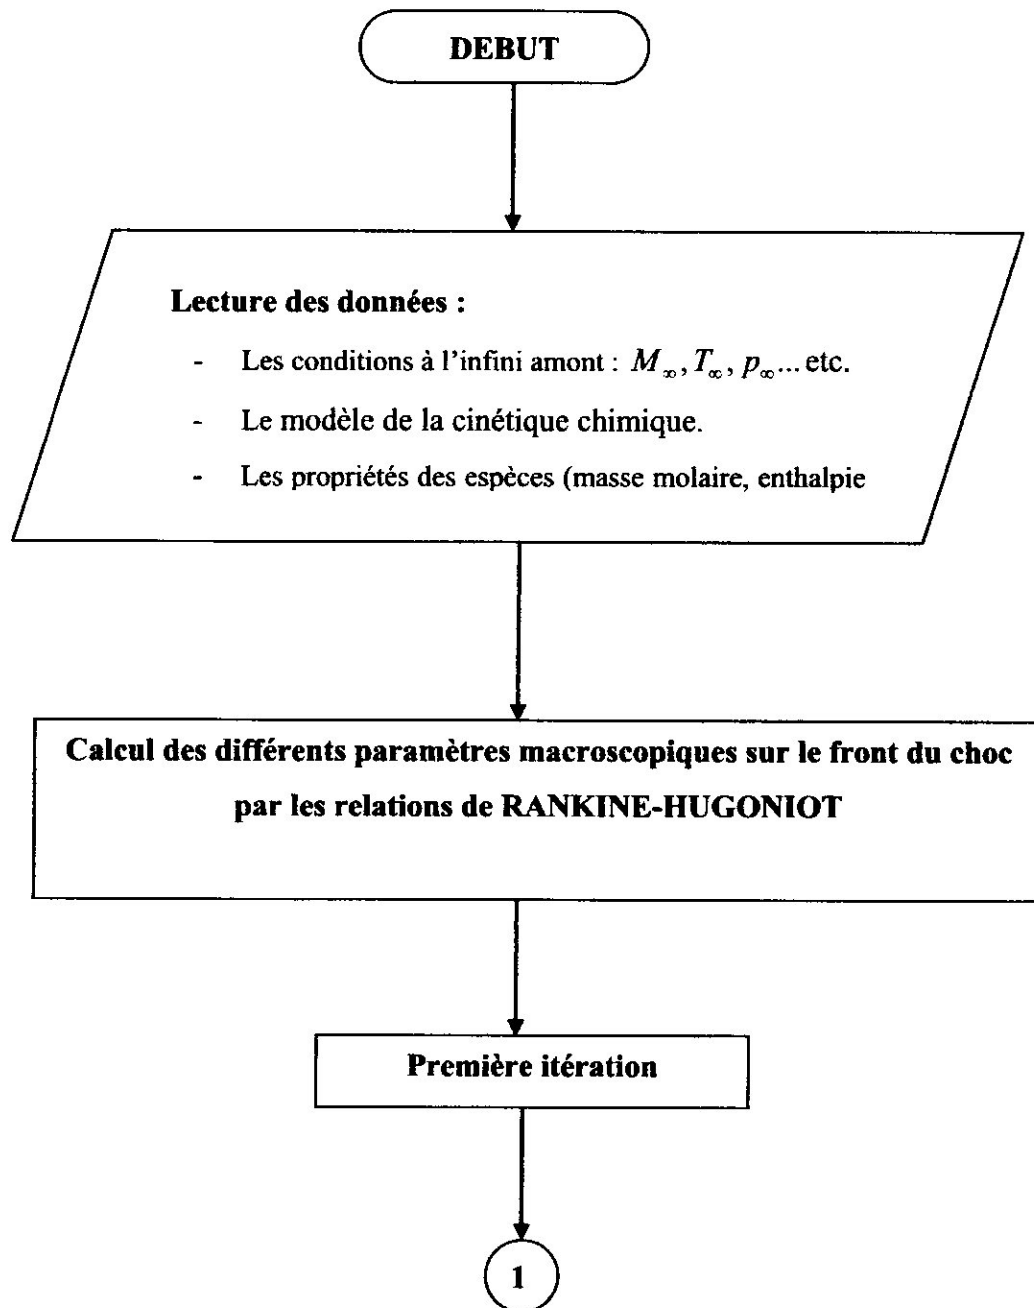 DEBUT
Lecture des données :
- Les conditions à l'infini amont : M∞, T∞, p∞... etc.
- Le modèle de la cinétique chimique.
- Les propriétés des espèces (masse molaire, enthalpie
Calcul des différents paramètres macroscopiques sur le front du choc
par les relations de RANKINE-HUGONIOT
Première itération
1